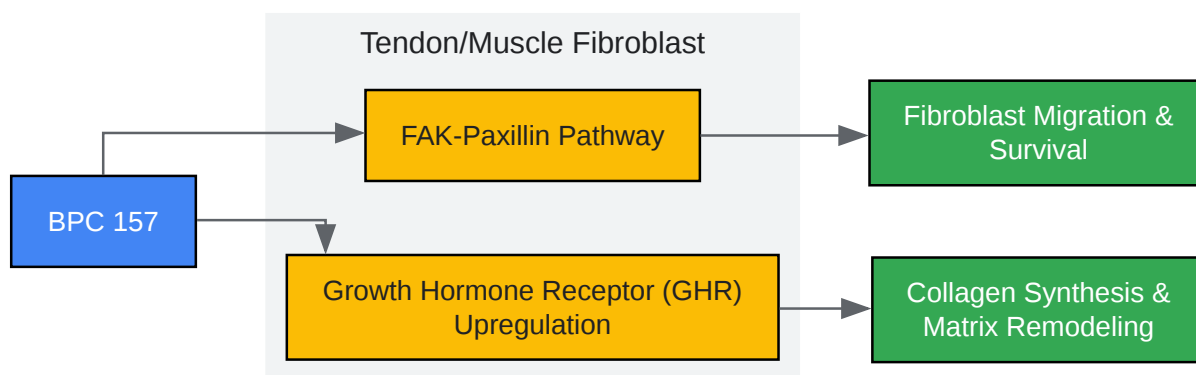 Tendon/Muscle Fibroblast
FAK-Paxillin Pathway
Fibroblast Migration &
Survival
BPC 157
Growth Hormone Receptor (GHR)
Upregulation
Collagen Synthesis &
Matrix Remodeling